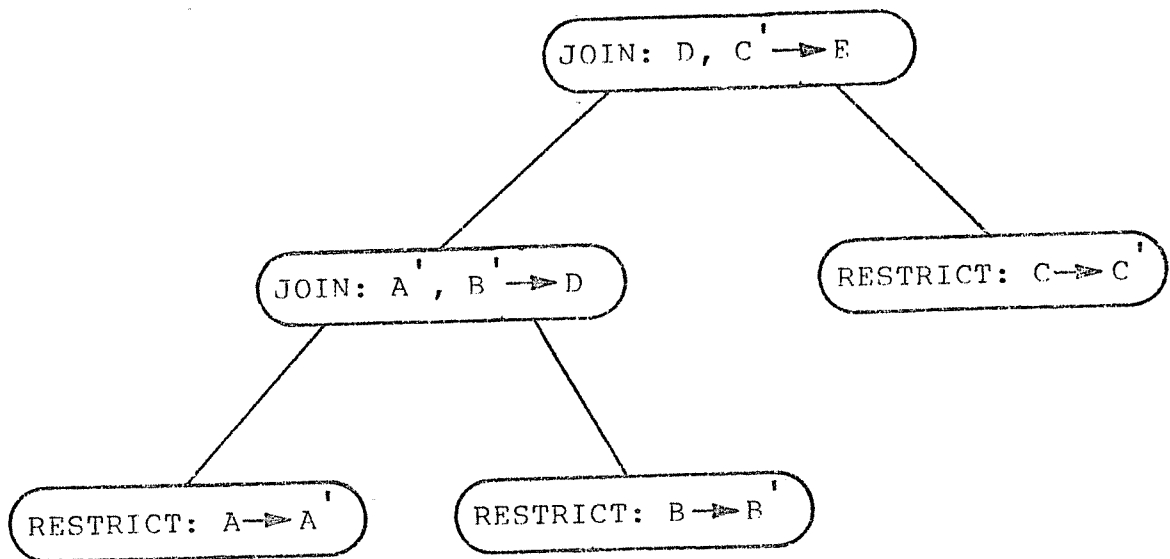 JOIN: D, C'→E
JOIN: A', B'→D
RESTRICT: C→C'
RESTRICT: A→A'
RESTRICT: B→B'